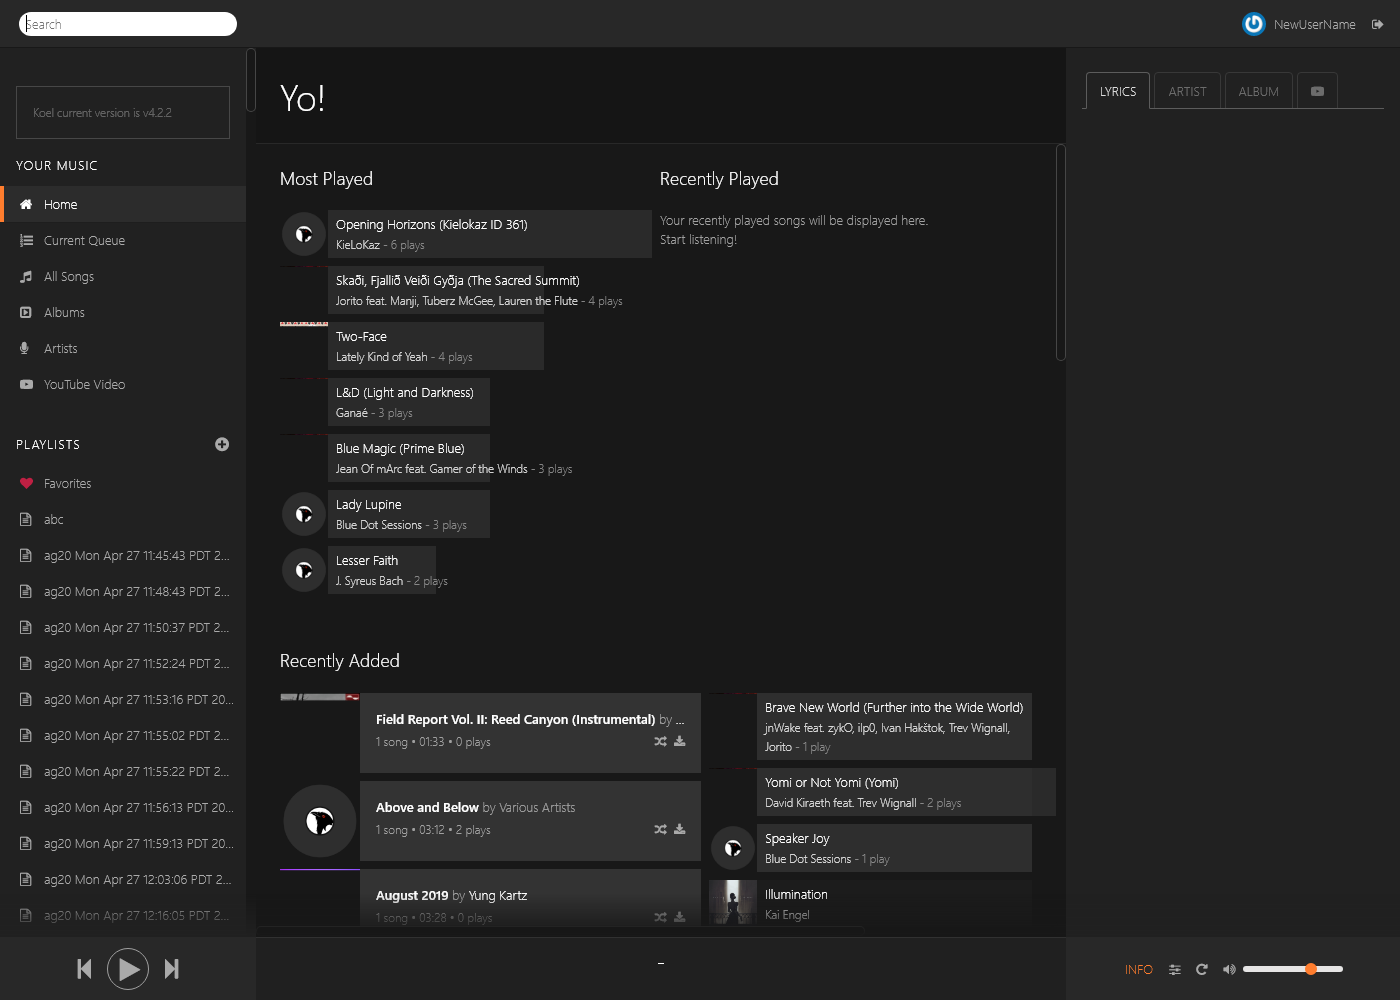 Search
NewUserName
Koel current version is v4.2.2
YOUR MUSIC
Home
Current Queue
All Songs
Albums
Artists
YouTube Video
PLAYLISTS
Favorites
abc
ag20 Mon Apr 27 11:45:43 PDT 2...
ag20 Mon Apr 27 11:48:43 PDT 2...
ag20 Mon Apr 27 11:50:37 PDT 2...
ag20 Mon Apr 27 11:52:24 PDT 2...
ag20 Mon Apr 27 11:53:16 PDT 20...
ag20 Mon Apr 27 11:55:02 PDT 2...
ag20 Mon Apr 27 11:55:22 PDT 2...
ag20 Mon Apr 27 11:56:13 PDT 20...
ag20 Mon Apr 27 11:59:13 PDT 20...
ag20 Mon Apr 27 12:03:06 PDT 2...
ag20 Mon Apr 27 12:16:05 PDT 2...
Yo!
Most Played
Opening Horizons (Kielokaz ID 361)
KieLoKaz - 6 plays
Skaði, Fjallið Veiði Gyðja (The Sacred Summit)
Jorito feat. Manji, Tuberz McGee, Lauren the Flute - 4 plays
Two-Face
Lately Kind of Yeah - 4 plays
L&D (Light and Darkness)
Ganaé - 3 plays
Blue Magic (Prime Blue)
Jean Of mArc feat. Gamer of the Winds - 3 plays
Lady Lupine
Blue Dot Sessions - 3 plays
Lesser Faith
J. Syreus Bach - 2 plays
Recently Played
Your recently played songs will be displayed here.
Start listening!
Recently Added
Field Report Vol. II: Reed Canyon (Instrumental) by ...
1 song • 01:33 • 0 plays
Above and Below by Various Artists
1 song • 03:12 • 2 plays
August 2019 by Yung Kartz
1 song • 03:28 • 0 plays
Brave New World (Further into the Wide World)
jnWake feat. zykO, ilp0, Ivan Hakštok, Trev Wignall,
Jorito - 1 play
Yomi or Not Yomi (Yomi)
David Kiraeth feat. Trev Wignall - 2 plays
Speaker Joy
Blue Dot Sessions - 1 play
Illumination
Kai Engel
LYRICS
ARTIST
ALBUM
–
INFO